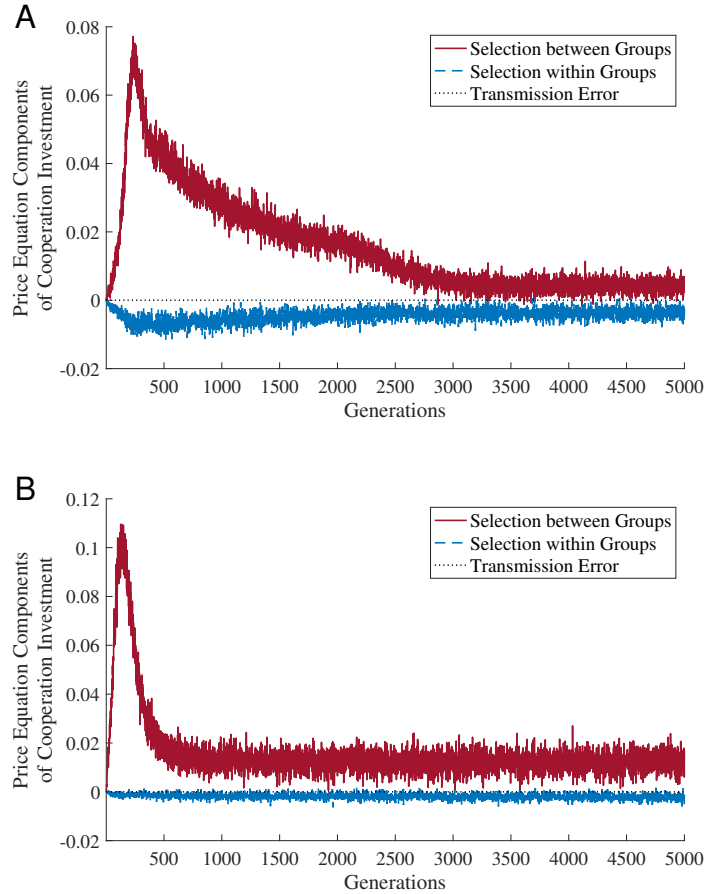 A
0.08
0.06
0.04
0.02
0
-0.02
Price Equation Components
of Cooperation Investment
Selection between Groups
Selection within Groups
Transmission Error
500 1000 1500 2000 2500 3000 3500 4000 4500 5000
Generations
B
0.12
0.1
0.08
0.06
0.04
0.02
0
-0.02
Price Equation Components
of Cooperation Investment
Selection between Groups
Selection within Groups
Transmission Error
500 1000 1500 2000 2500 3000 3500 4000 4500 5000
Generations